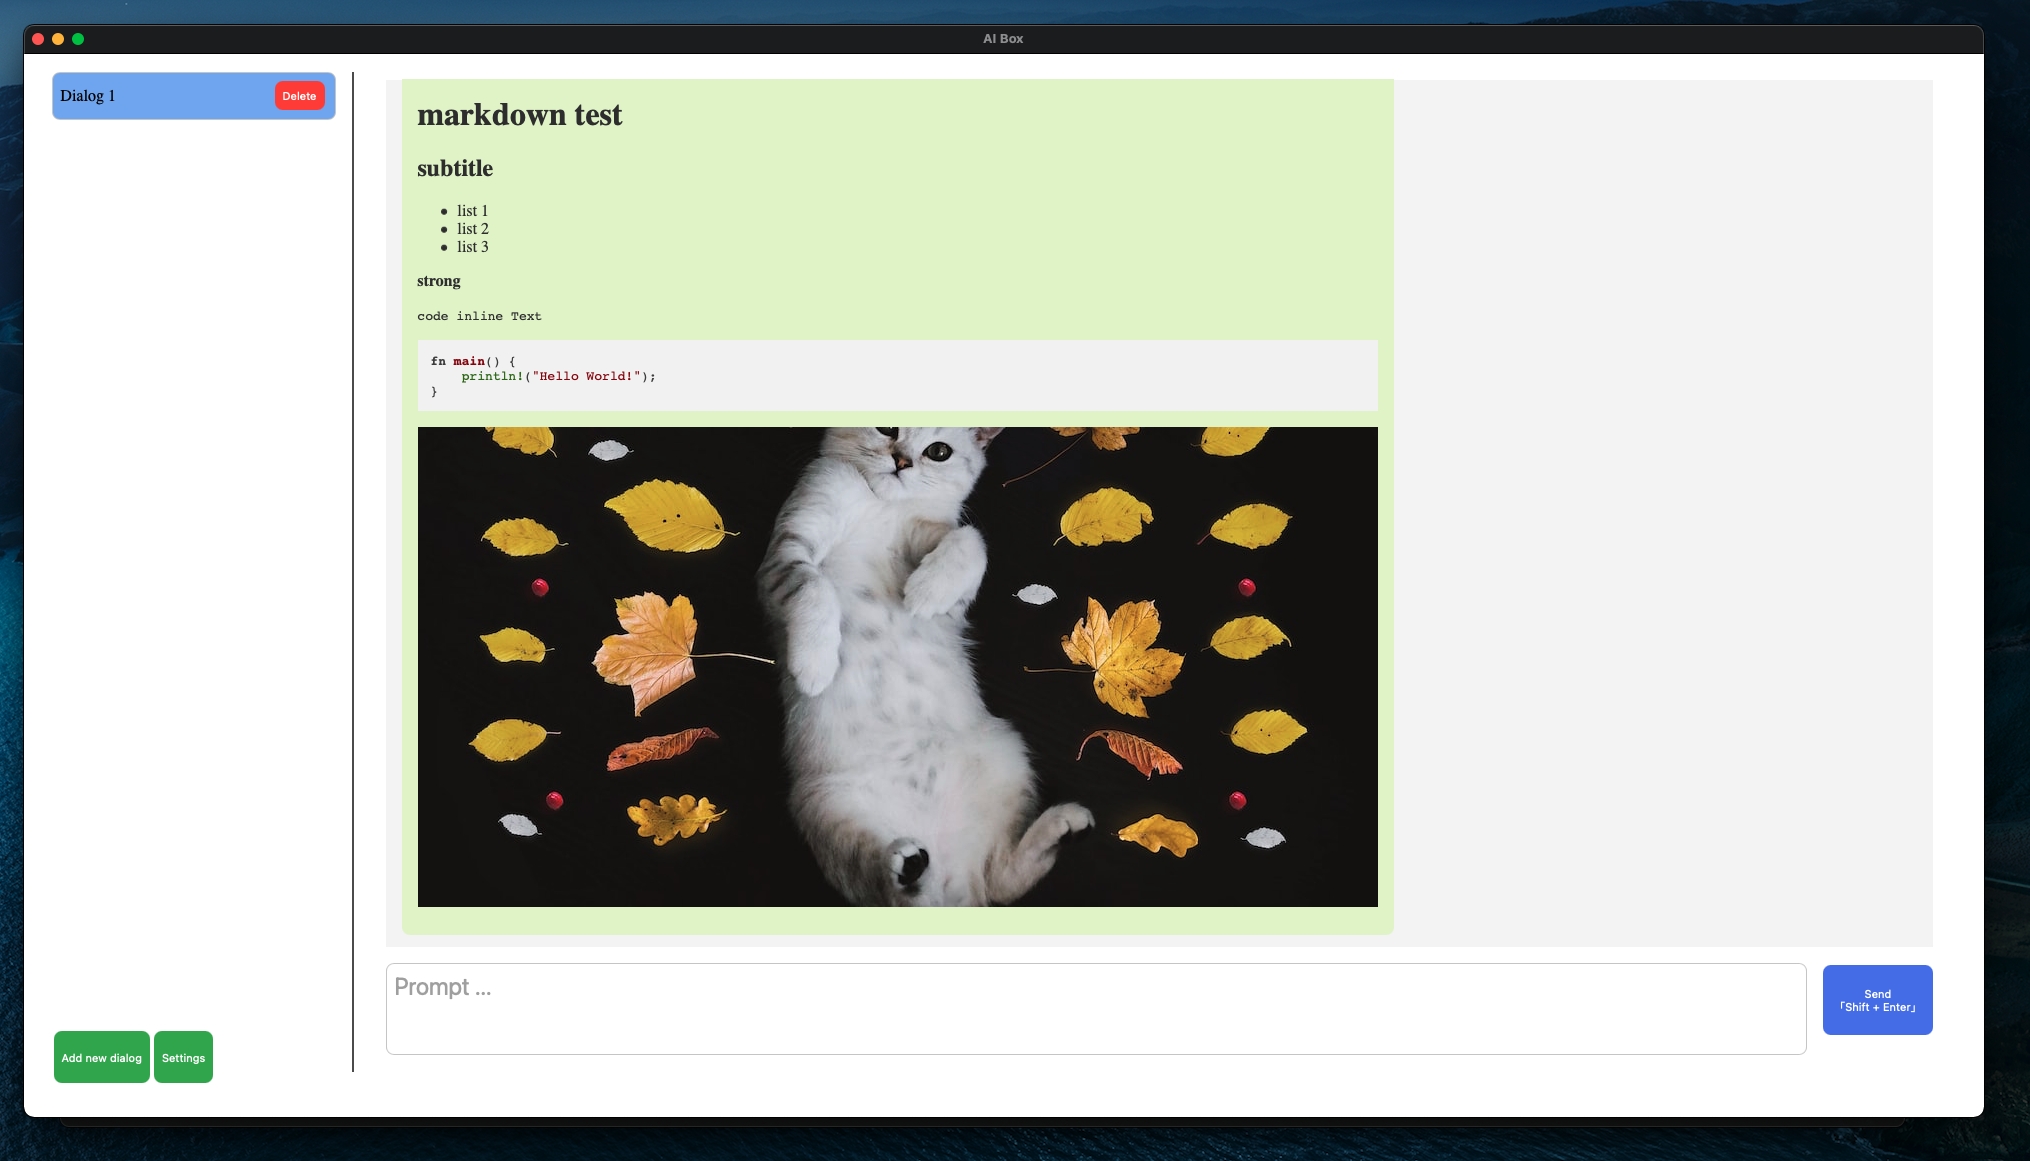 AI Box
Dialog 1
Delete
markdown test
subtitle
• list 1
• list 2
• list 3
strong
code inline Text
fn main() {
    println!("Hello World!");
}
Prompt ...
Send
「Shift + Enter」
Add new dialog
Settings